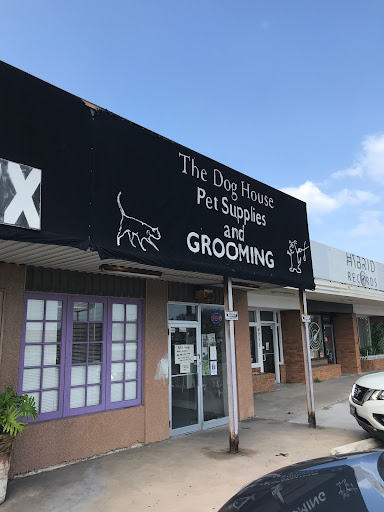 X
The Dog House
Pet Supplies
and
GROOMING
HYBRID
RECORDS